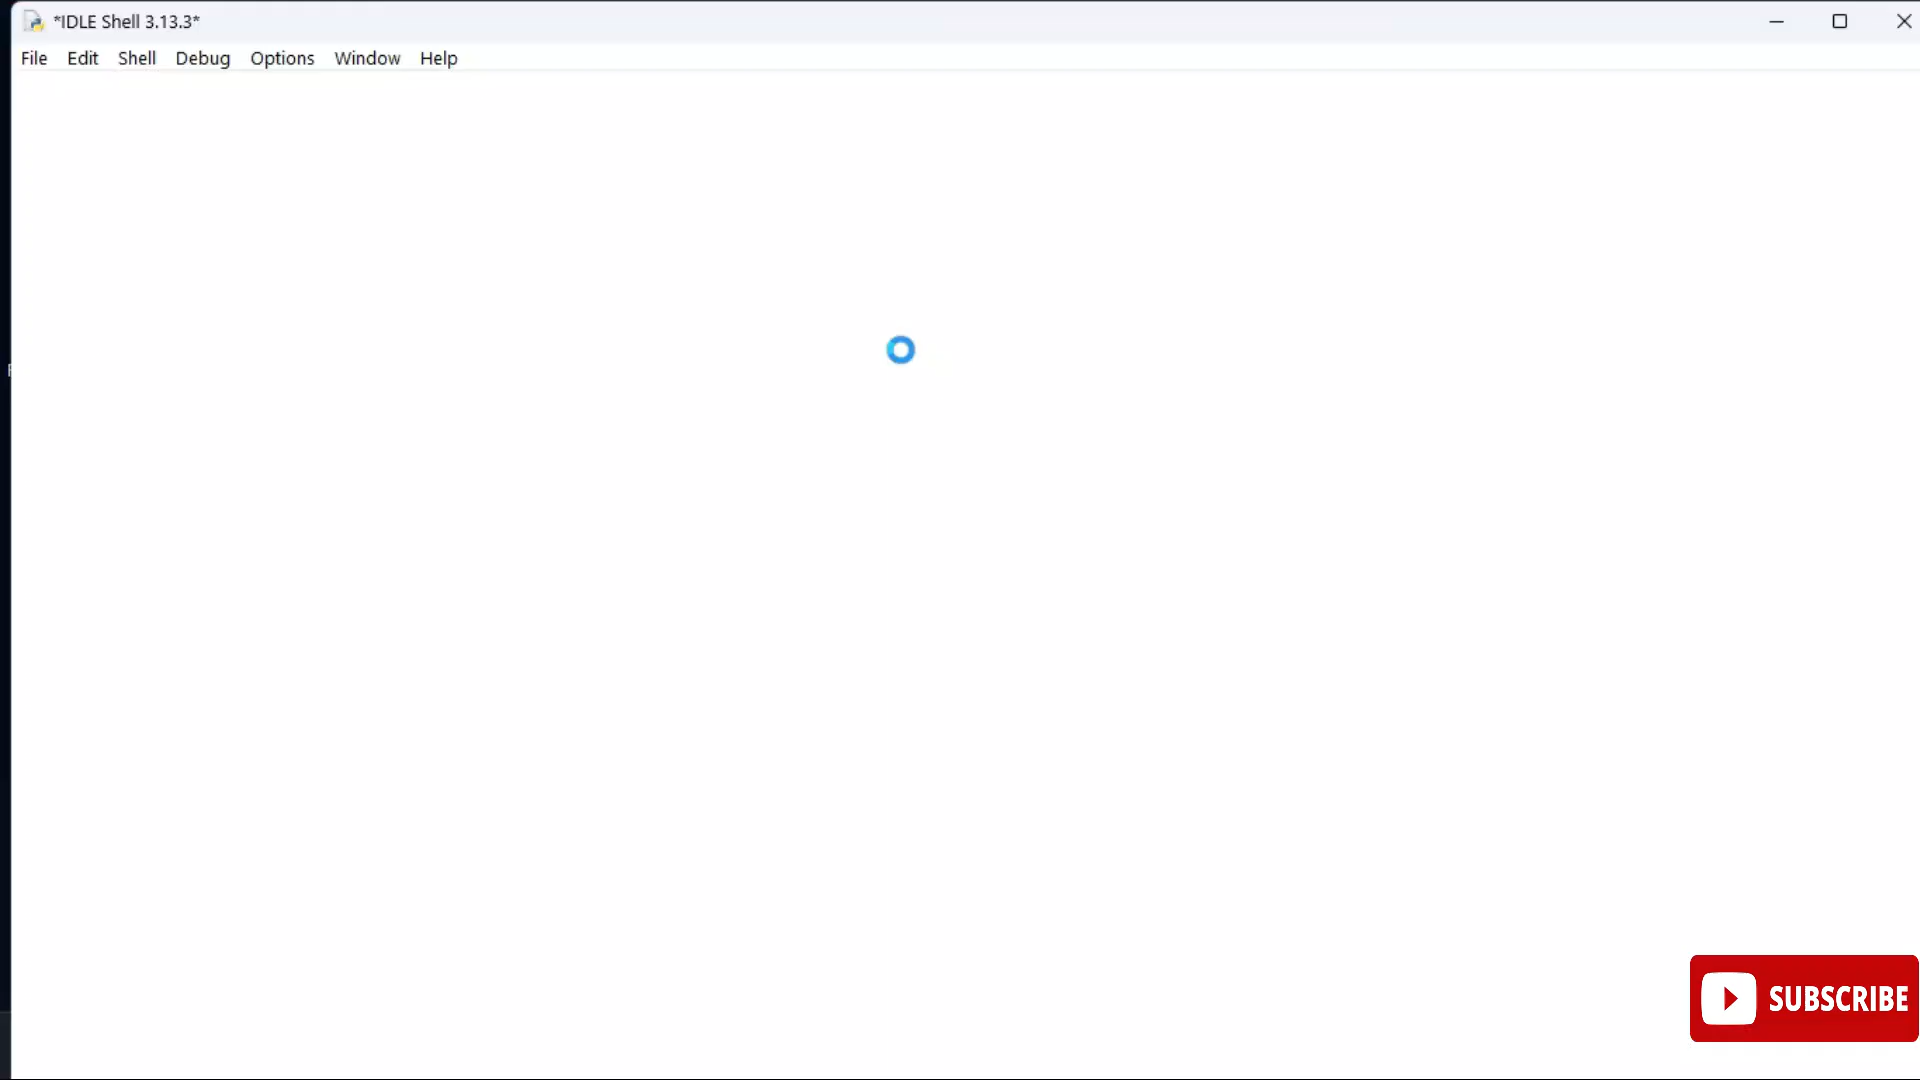 *IDLE Shell 3.13.3*
File Edit Shell Debug Options Window Help
SUBSCRIBE